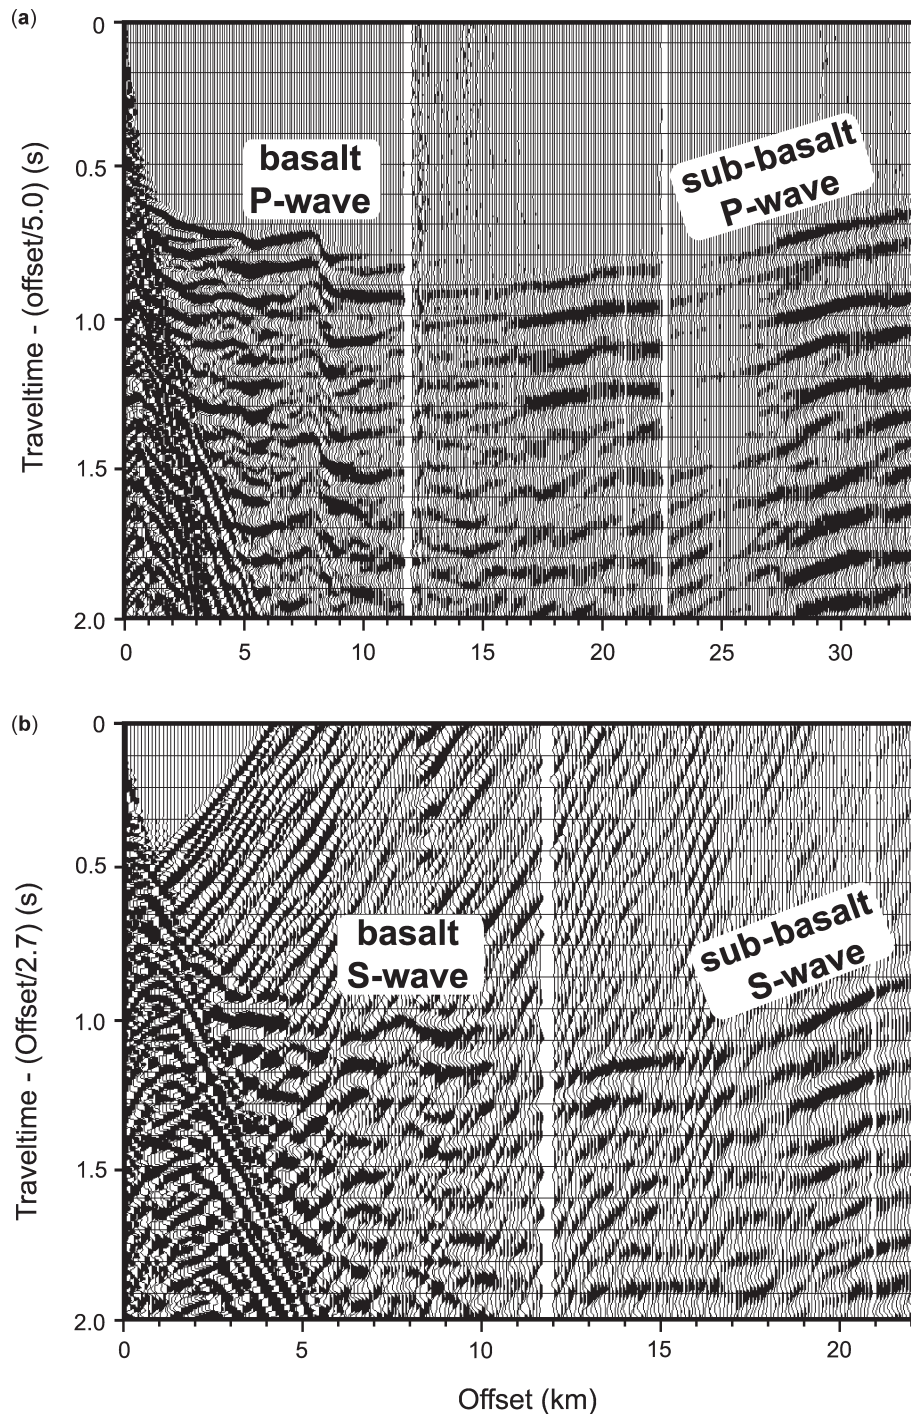 (a)
Traveltime - (offset/5.0) (s)
0
0.5
1.0
1.5
2.0
basalt
P-wave
sub-basalt
P-wave
0 5 10 15 20 25 30
(b)
Traveltime - (Offset/2.7) (s)
0
0.5
1.0
1.5
2.0
basalt
S-wave
sub-basalt
S-wave
0 5 10 15 20
Offset (km)